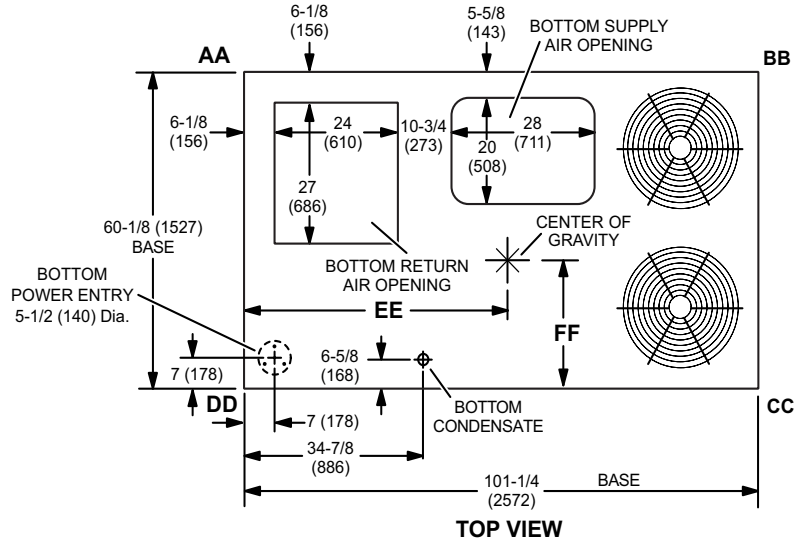 6-1/8
(156)
5-5/8
(143)
BOTTOM SUPPLY
AIR OPENING
AA
BB
6-1/8
(156)
24
(610)
10-3/4
(273)
28
(711)
20
(508)
27
(686)
60-1/8 (1527)
BASE
CENTER OF
GRAVITY
BOTTOM RETURN
AIR OPENING
BOTTOM
POWER ENTRY
5-1/2 (140) Dia.
EE
FF
6-5/8
(168)
7 (178)
DD
7 (178)
BOTTOM
CONDENSATE
CC
34-7/8
(886)
101-1/4
(2572)
BASE
TOP VIEW